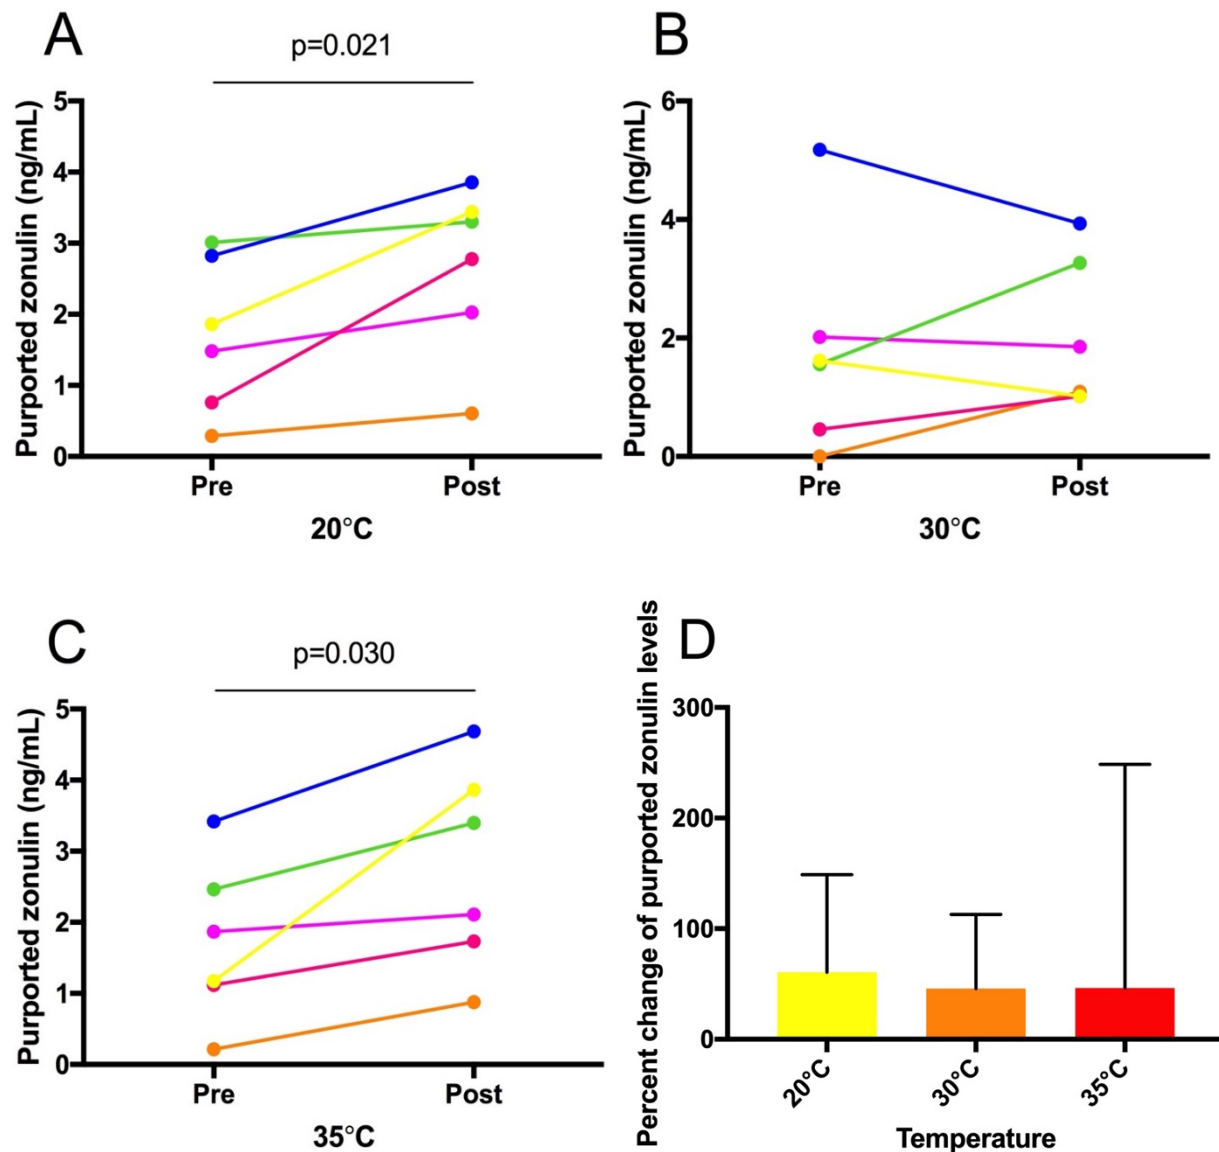 A
p=0.021
Purported zonulin (ng/mL)
5
4
3
2
1
0
Pre Post
20°C
B
Purported zonulin (ng/mL)
6
4
2
0
Pre Post
30°C
C
p=0.030
Purported zonulin (ng/mL)
5
4
3
2
1
0
Pre Post
35°C
D
Percent change of purported zonulin levels
300
200
100
0
20°C 30°C 35°C
Temperature